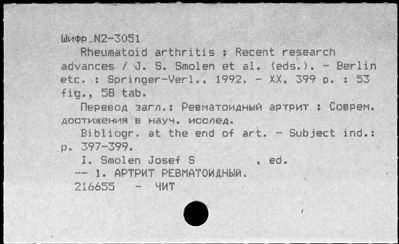 Шифр N2-3051
Rheumatoid arthritis : Recent research
advances / J. S. Smolen et al. (eds.). - Berlin
etc. : Springer-Verl., 1992. - XX, 399 p. : 53
fig., 58 tab.
Перевод загл.: Ревматоидный артрит : Соврем.
достижения в науч. исслед.
Bibliogr. at the end of art. - Subject ind.:
p. 397-399.
I. Smolen Josef S , ed.
-- 1. АРТРИТ РЕВМАТОИДНЫЙ.
216655 - ЧИТ